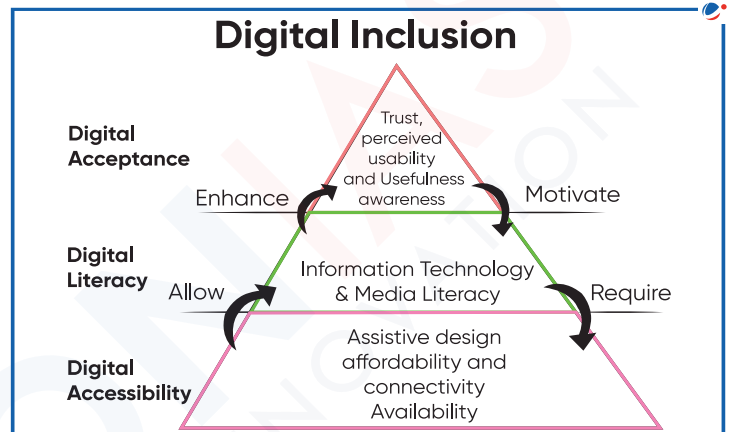 Digital Inclusion
Digital
Acceptance
Trust,
perceived
usability
and Usefulness
awareness
Enhance
Motivate
Digital
Literacy
Information Technology
& Media Literacy
Allow
Require
Digital
Accessibility
Assistive design
affordability and
connectivity
Availability